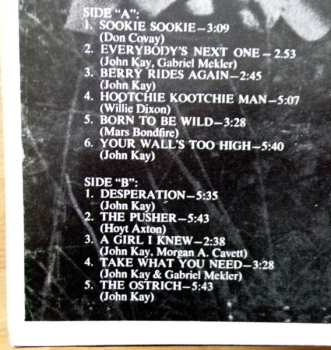 SIDE "A":
1. SOOKIE SOOKIE—3:09
(Don Covay)
2. EVERYBODY'S NEXT ONE—2.53
(John Kay, Gabriel Mekler)
3. BERRY RIDES AGAIN—2:45
(John Kay)
4. HOOTCHIE KOOTCHIE MAN—5:07
(Willie Dixon)
5. BORN TO BE WILD—3:28
(Mars Bondfire)
6. YOUR WALL'S TOO HIGH—5:40
(John Kay)
SIDE "B":
1. DESPERATION—5:35
(John Kay)
2. THE PUSHER—5:43
(Hoyt Axton)
3. A GIRL I KNEW—2:38
(John Kay, Morgan A. Cavett)
4. TAKE WHAT YOU NEED—3:28
(John Kay & Gabriel Mekler)
5. THE OSTRICH—5:43
(John Kay)